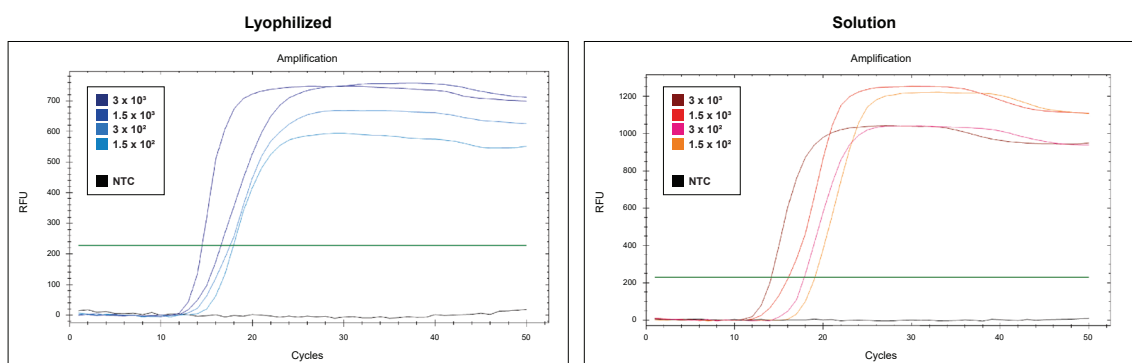 Lyophilized
Amplification
3 x 10³
1.5 x 10³
3 x 10²
1.5 x 10²
NTC
RFU
700
600
500
400
300
200
100
0
0
10
20
30
40
50
Cycles
Solution
Amplification
3 x 10³
1.5 x 10³
3 x 10²
1.5 x 10²
NTC
RFU
1200
1000
800
600
400
200
0
0
10
20
30
40
50
Cycles